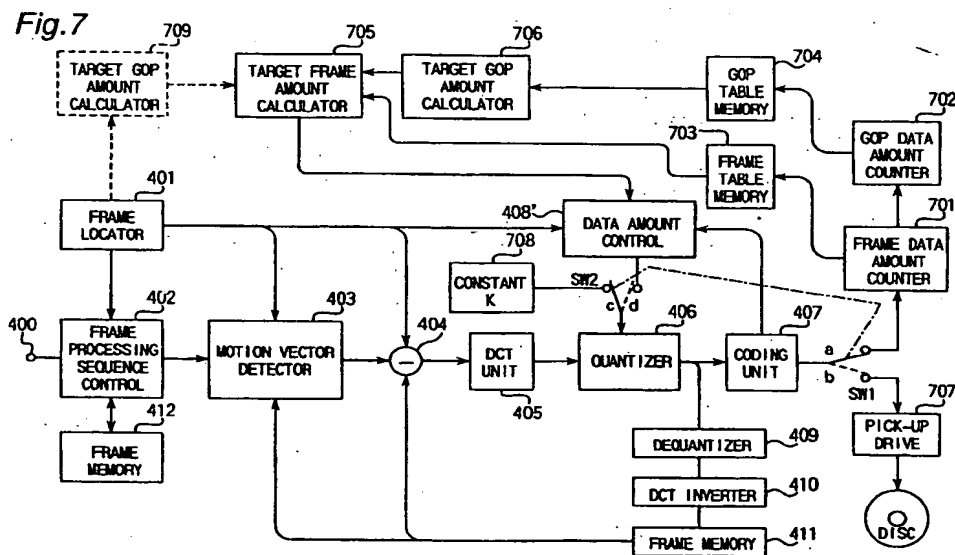 Fig.7
709
TARGET GOP
AMOUNT
CALCULATOR
705
TARGET FRAME
AMOUNT
CALCULATOR
706
TARGET GOP
AMOUNT
CALCULATOR
704
GOP
TABLE
MEMORY
702
GOP DATA
AMOUNT
COUNTER
703
FRAME
TABLE
MEMORY
701
FRAME DATA
AMOUNT
COUNTER
401
FRAME
LOCATOR
408'
DATA AMOUNT
CONTROL
708
CONSTANT
K
SW2
c
d
400
402
FRAME
PROCESSING
SEQUENCE
CONTROL
403
MOTION VECTOR
DETECTOR
404
−
DCT
UNIT
405
406
QUANTIZER
407
CODING
UNIT
a
b
SW1
707
PICK-UP
DRIVE
DISC
412
FRAME
MEMORY
DEQUANTIZER
409
DCT INVERTER
410
FRAME MEMORY
411